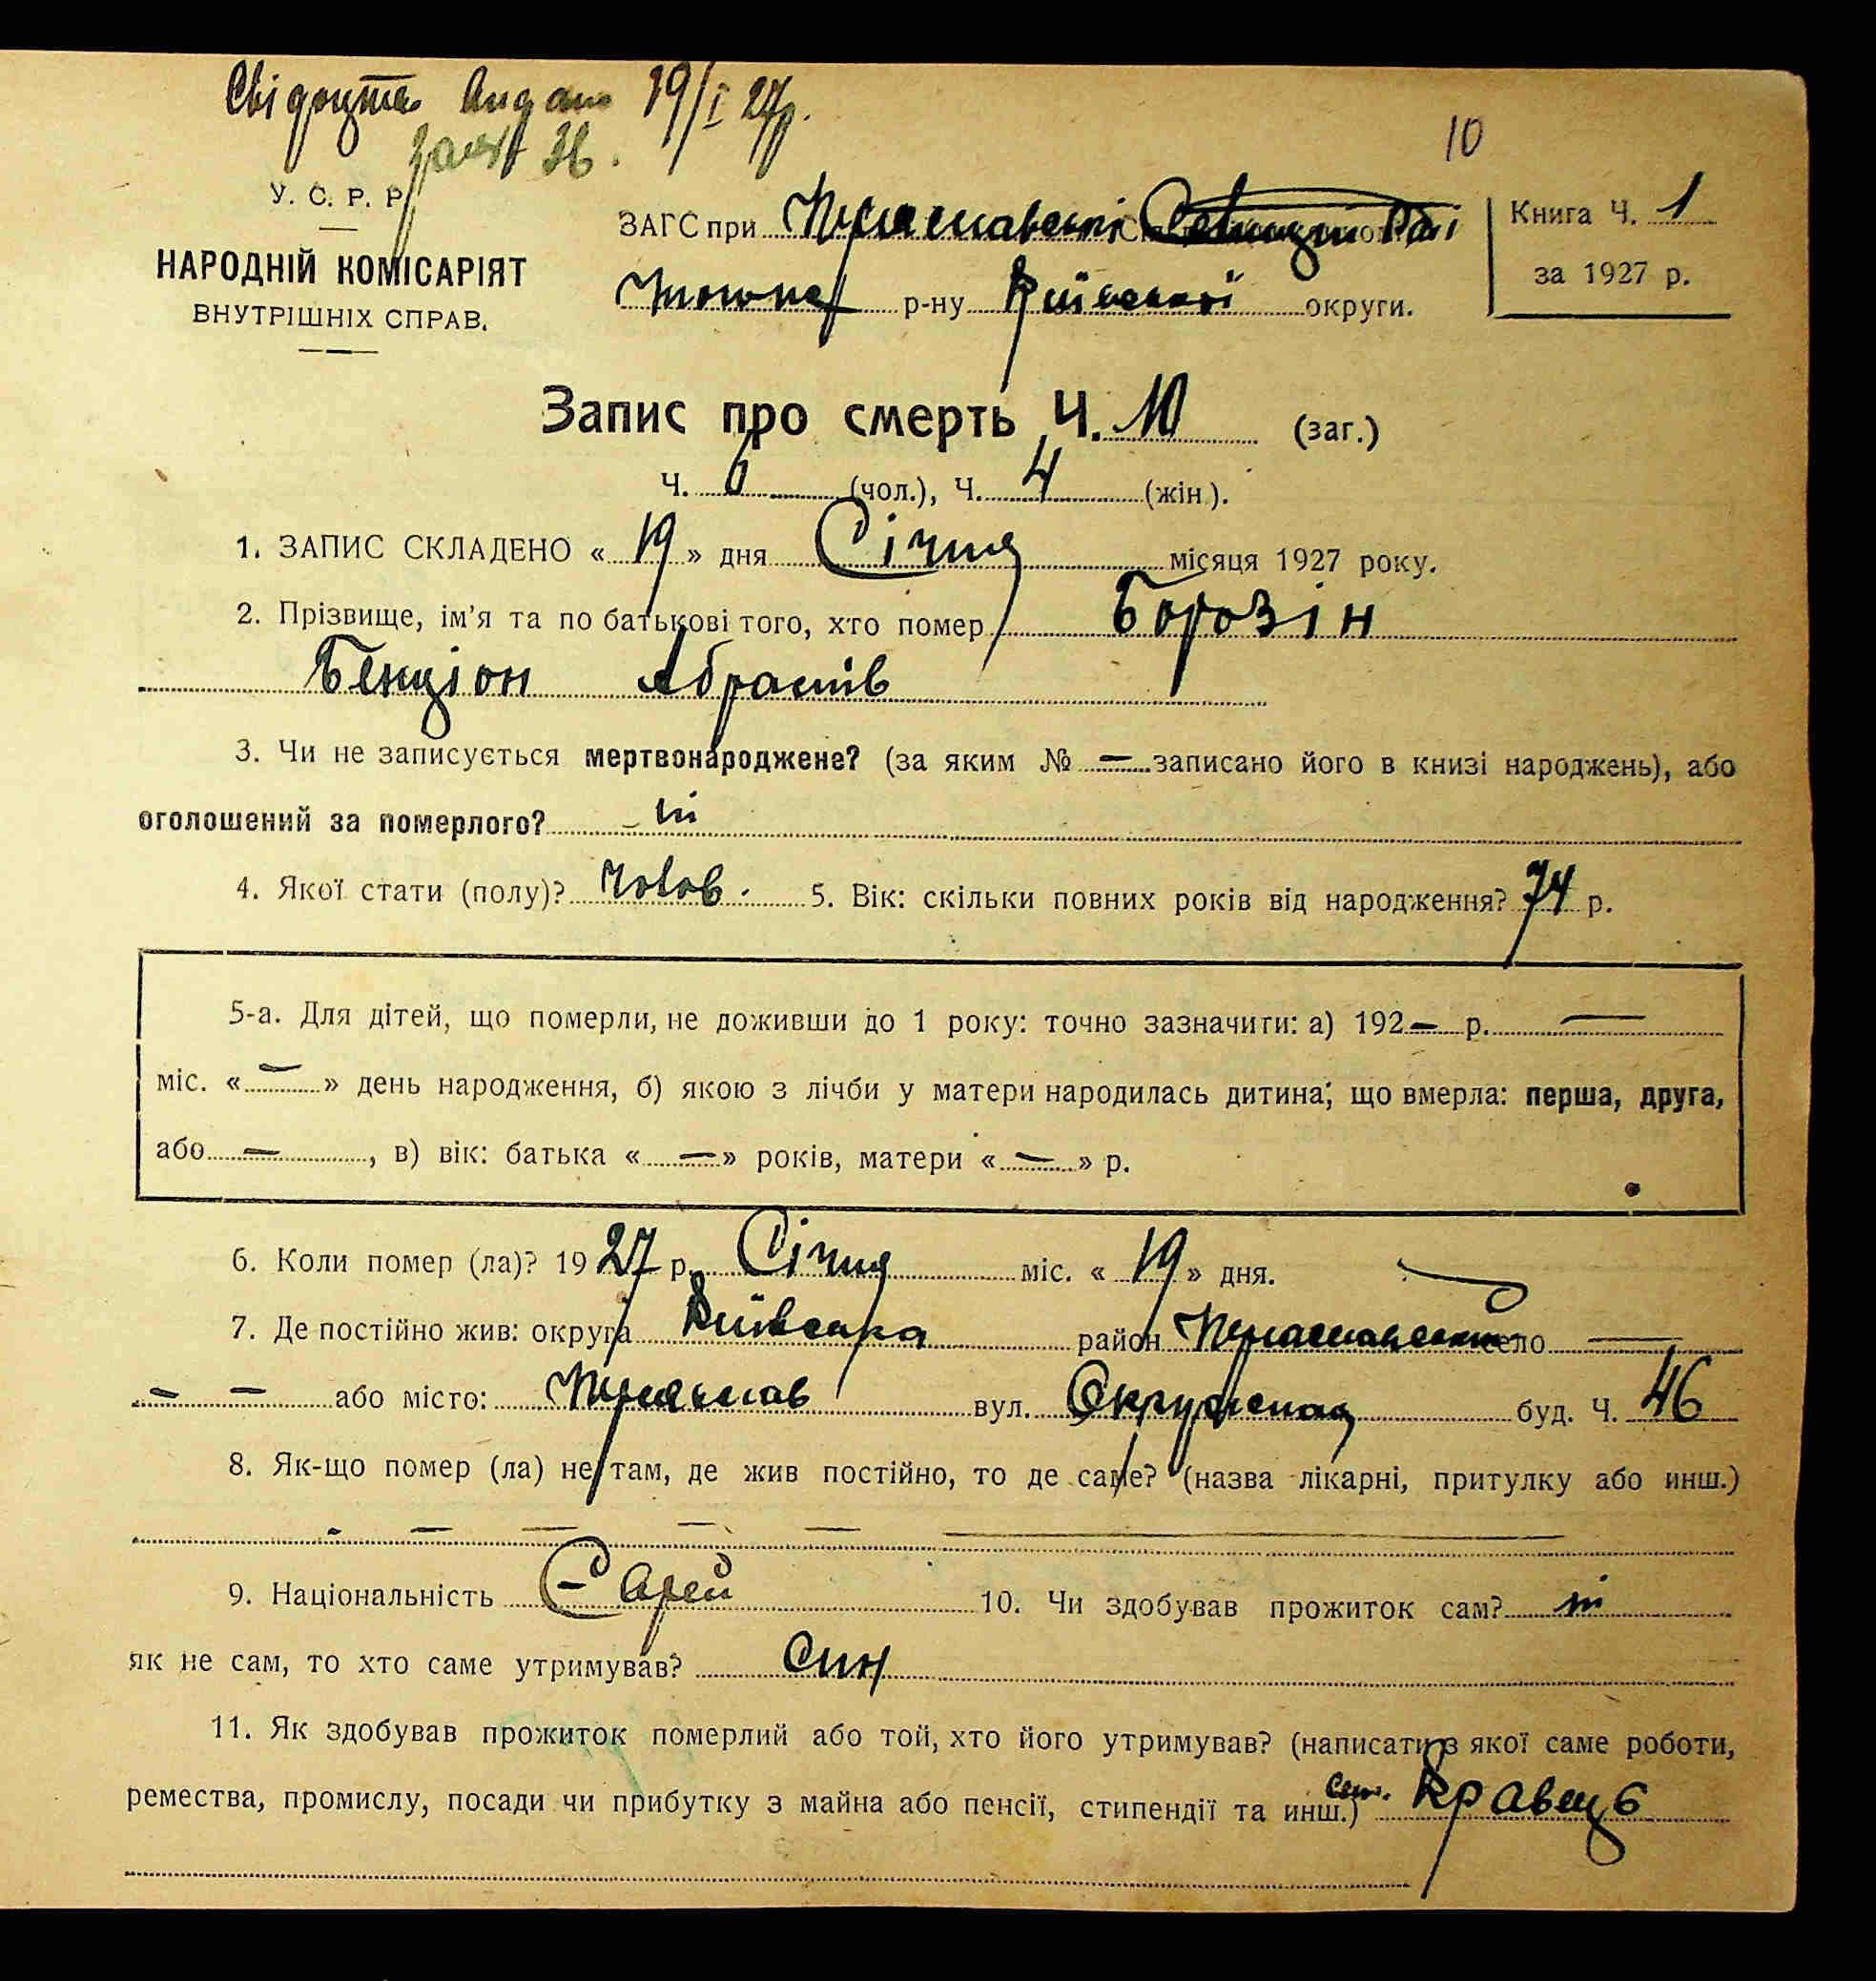 Свідоцтво видано 19/I 27р.
36.
10
У. С. Р. Р.
НАРОДНІЙ КОМІСАРІЯТ
ВНУТРІШНІХ СПРАВ.
ЗАГС при Переяславській Раді
р-ну Київської округи.
Книга Ч. 1
за 1927 р.
Запис про смерть Ч. 10 (заг.)
Ч. 6 (чол.), Ч. 4 (жін.).
1. ЗАПИС СКЛАДЕНО « 19 » дня Січня місяця 1927 року.
2. Прізвище, ім'я та по батькові того, хто помер Борозін
Бенціон Абрамів
3. Чи не записується мертвонароджене? (за яким № — записано його в книзі народжень), або
оголошений за померлого? ні
4. Якої стати (полу)? Чолов. 5. Вік: скільки повних років від народження? 74 р.
5-а. Для дітей, що померли, не доживши до 1 року: точно зазначити: а) 192 — р. —
міс. « — » день народження, б) якою з лічби у матери народилась дитина; що вмерла: перша, друга,
або — , в) вік: батька « — » років, матери « — » р.
6. Коли помер (ла)? 1927 р. Січня міс. « 19 » дня.
7. Де постійно жив: округа Київська район Переяславський село —
— — або місто: Переяслав вул. Окружная буд. Ч. 46
8. Як-що помер (ла) не там, де жив постійно, то де саме? (назва лікарні, притулку або инш.)
9. Національність Єврей 10. Чи здобував прожиток сам? ні
як не сам, то хто саме утримував? Син
11. Як здобував прожиток померлий або той, хто його утримував? (написати з якої саме роботи,
ремества, промислу, посади чи прибутку з майна або пенсії, стипендії та инш.) Кравець